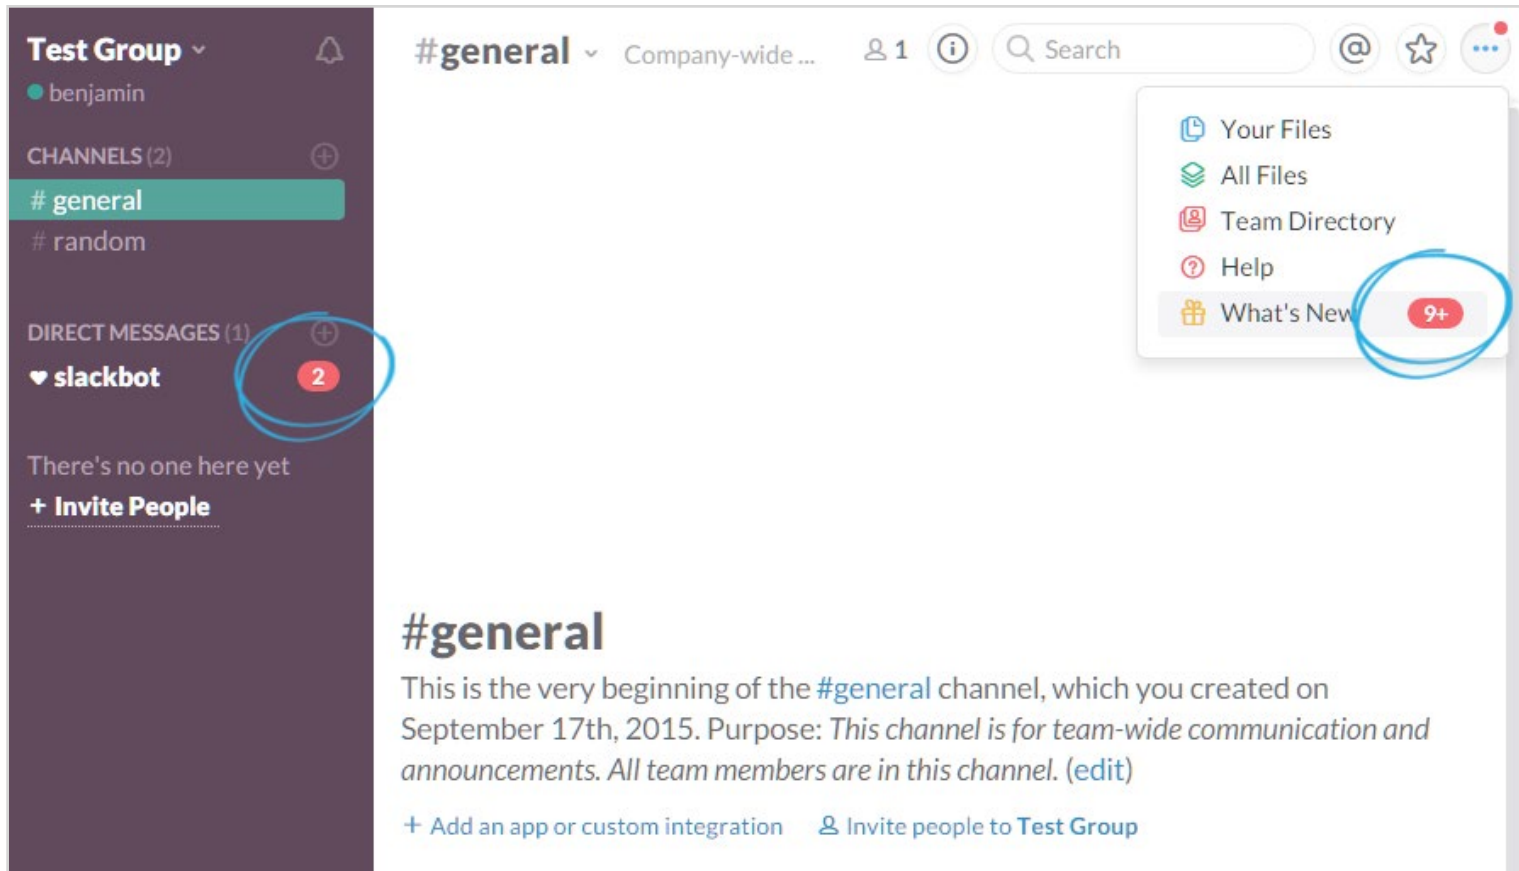 Test Group
benjamin
CHANNELS (2)
# general
# random
DIRECT MESSAGES (1)
slackbot 2
There's no one here yet
+ Invite People
#general Company-wide ... 1 Search
Your Files
All Files
Team Directory
Help
What's New 9+
#general
This is the very beginning of the #general channel, which you created on
September 17th, 2015. Purpose: This channel is for team-wide communication and
announcements. All team members are in this channel. (edit)
+ Add an app or custom integration Invite people to Test Group